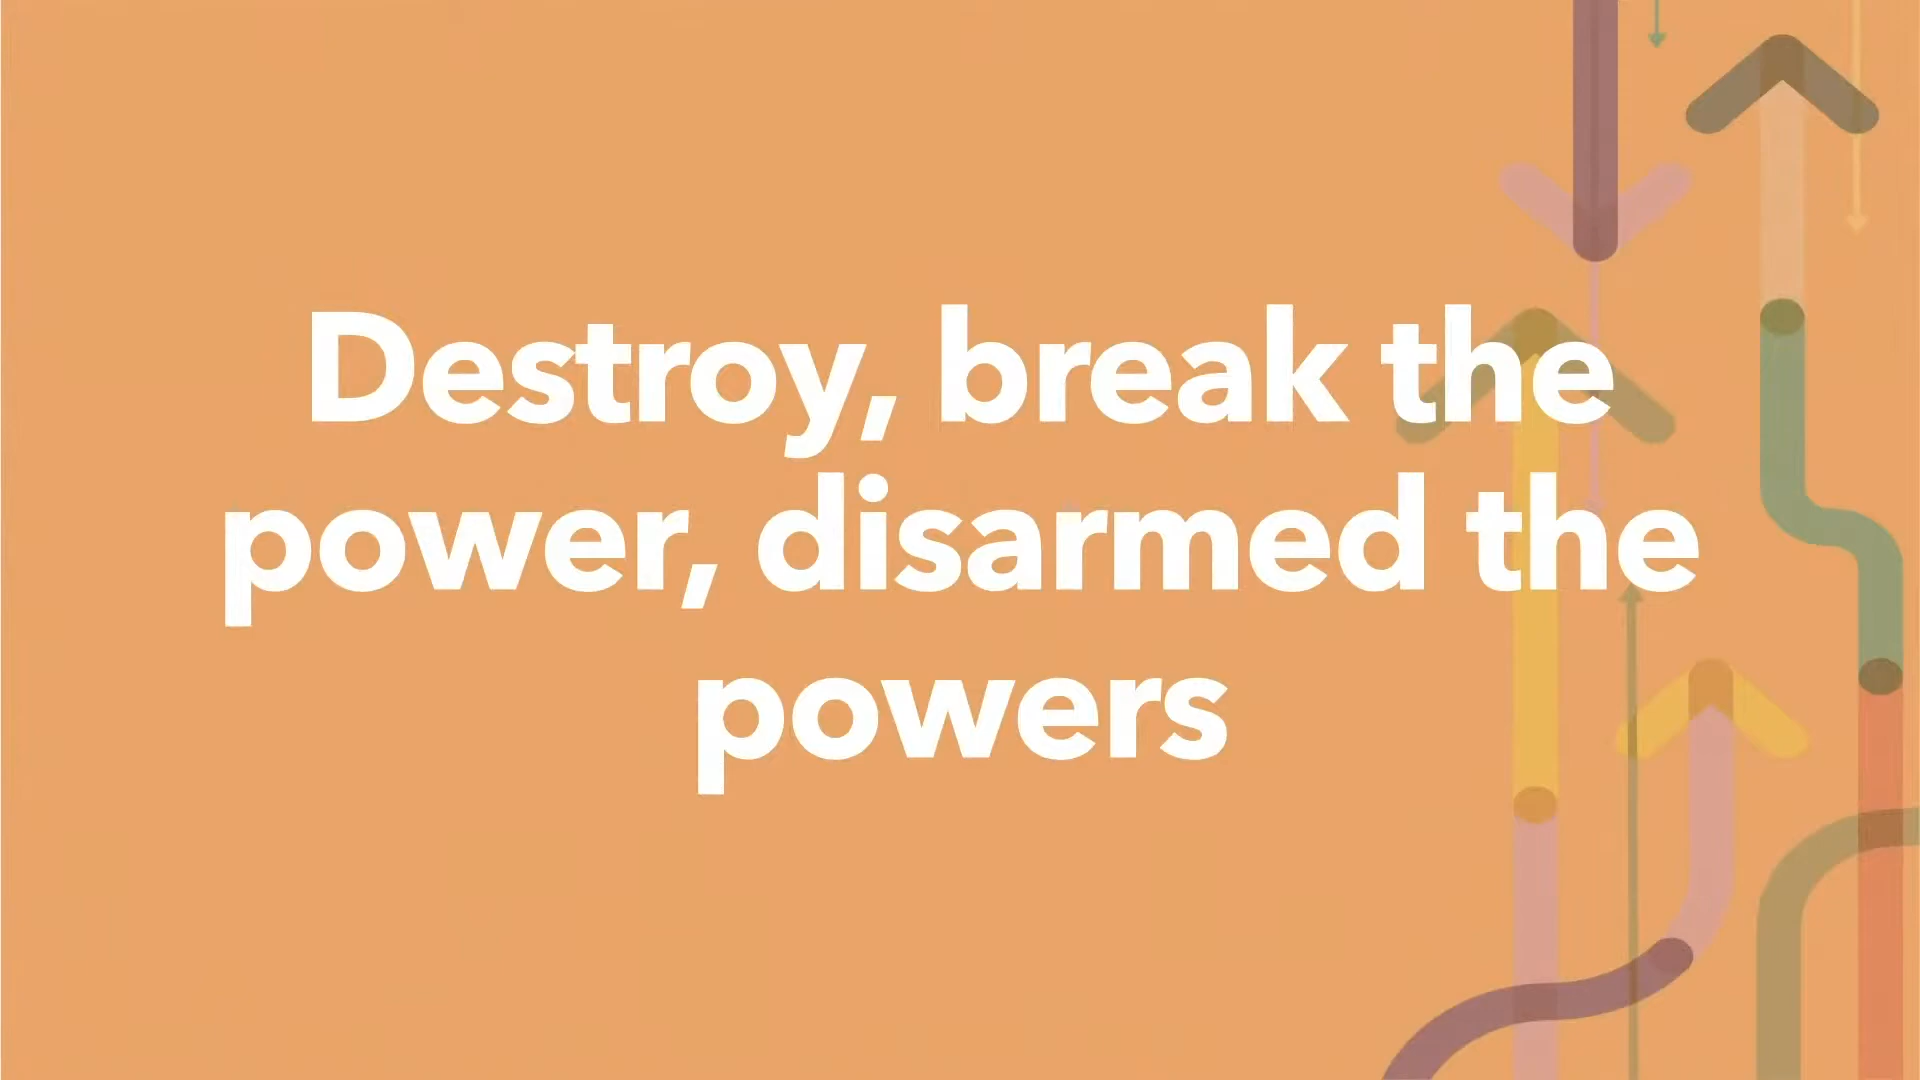 Destroy, break the
power, disarmed the
powers